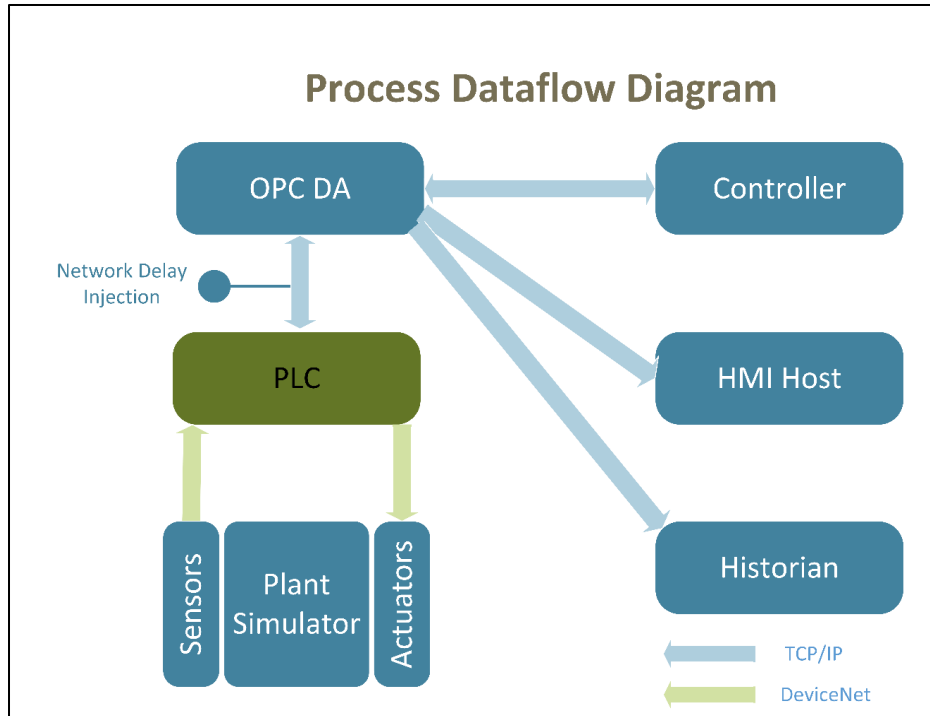 Process Dataflow Diagram
OPC DA
Controller
Network Delay
Injection
PLC
HMI Host
Sensors
Plant
Simulator
Actuators
Historian
TCP/IP
DeviceNet